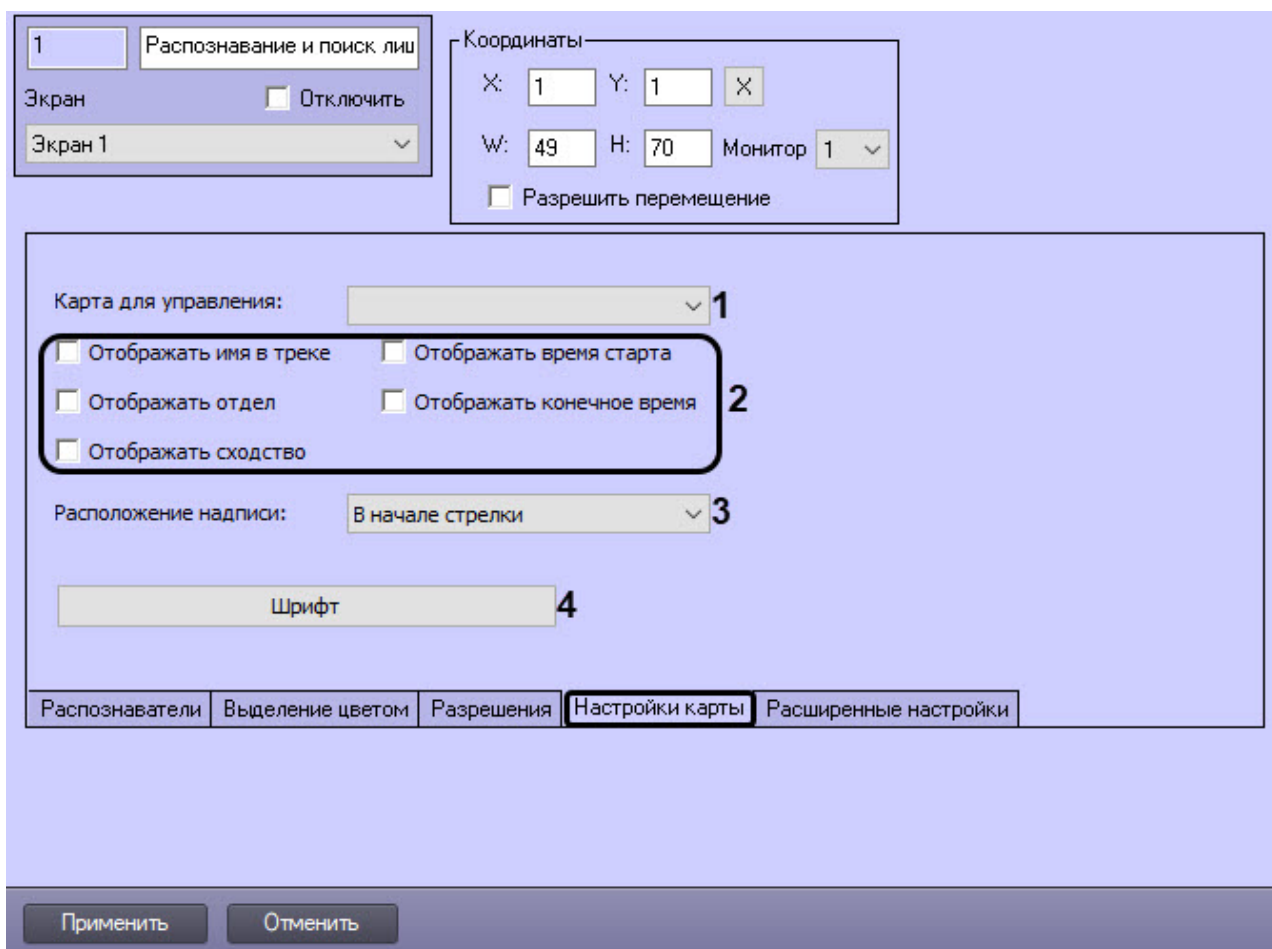 1 Распознавание и поиск лиц
Экран Отключить
Экран 1
Координаты
X: 1 Y: 1 X
W: 49 H: 70 Монитор 1
Разрешить перемещение
Карта для управления: 1
Отображать имя в треке Отображать время старта
Отображать отдел Отображать конечное время 2
Отображать сходство
Расположение надписи: В начале стрелки 3
Шрифт 4
Распознаватели Выделение цветом Разрешения Настройки карты Расширенные настройки
Применить Отменить